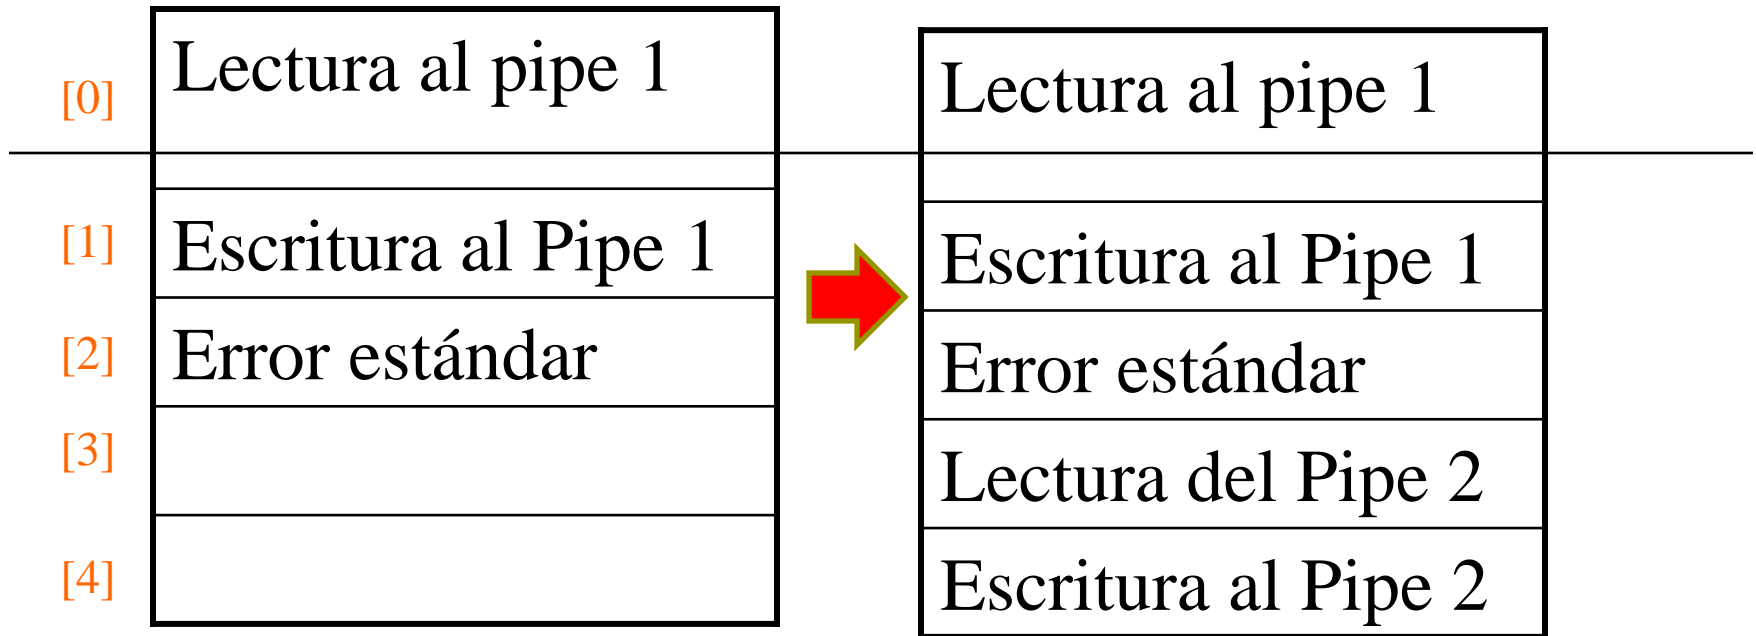 [0] Lectura al pipe 1 Lectura al pipe 1
[1] Escritura al Pipe 1 Escritura al Pipe 1
[2] Error estándar Error estándar
[3] Lectura del Pipe 2
[4] Escritura al Pipe 2